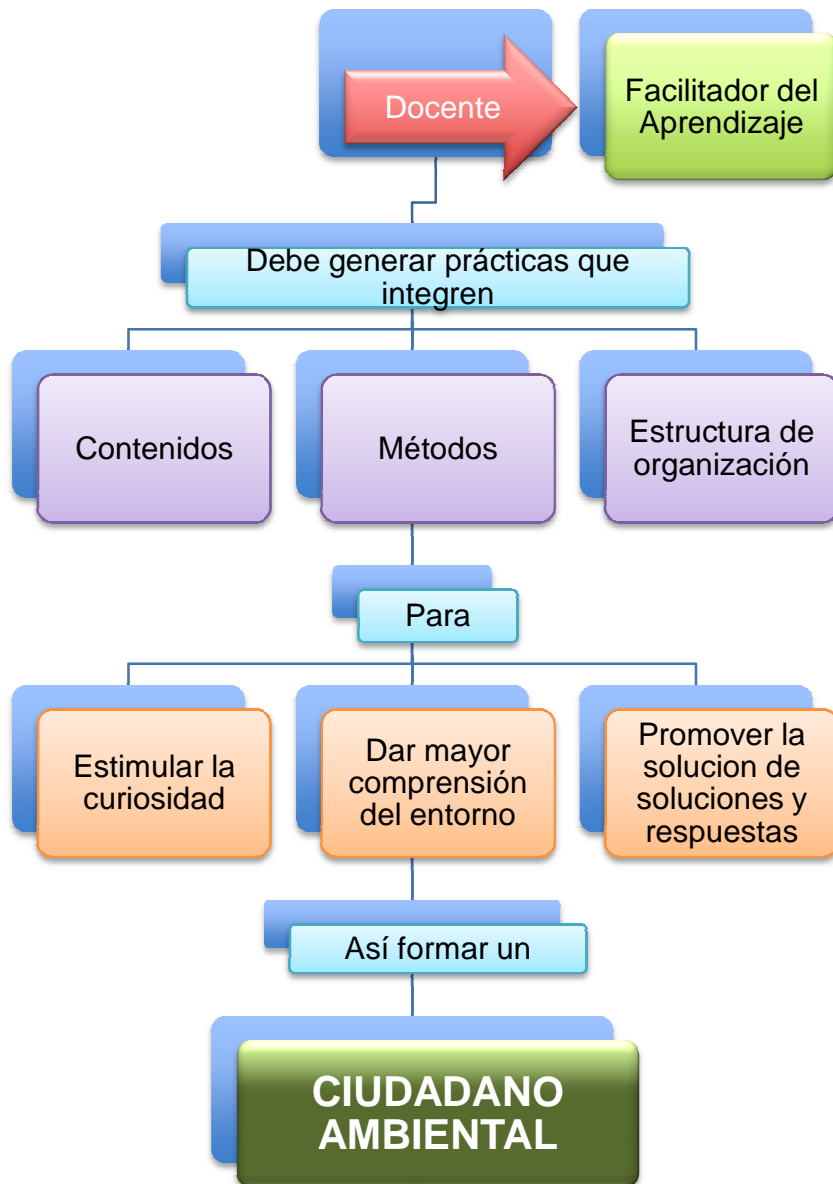 Docente
Facilitador del
Aprendizaje
Debe generar prácticas que
integren
Contenidos
Métodos
Estructura de
organización
Para
Estimular la
curiosidad
Dar mayor
comprensión
del entorno
Promover la
solucion de
soluciones y
respuestas
Así formar un
CIUDADANO
AMBIENTAL